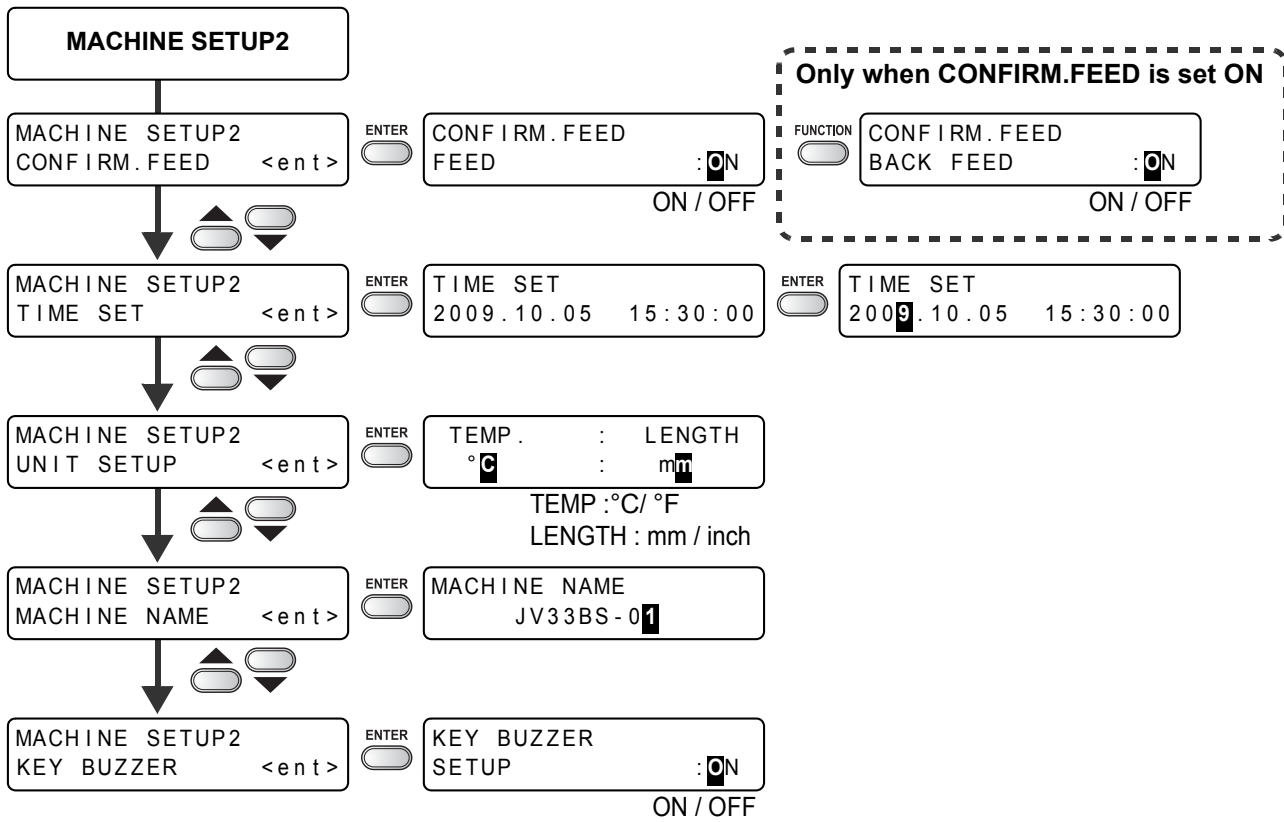 MACHINE SETUP2
Only when CONFIRM.FEED is set ON
MACHINE SETUP2
CONFIRM.FEED <ent>
ENTER
CONFIRM.FEED
FEED :ON
ON / OFF
FUNCTION
CONFIRM.FEED
BACK FEED :ON
ON / OFF
MACHINE SETUP2
TIME SET <ent>
ENTER
TIME SET
2009.10.05 15:30:00
ENTER
TIME SET
2009.10.05 15:30:00
MACHINE SETUP2
UNIT SETUP <ent>
ENTER
TEMP. : LENGTH
°C : mm
TEMP :°C/ °F
LENGTH : mm / inch
MACHINE SETUP2
MACHINE NAME <ent>
ENTER
MACHINE NAME
JV33BS-01
MACHINE SETUP2
KEY BUZZER <ent>
ENTER
KEY BUZZER
SETUP :ON
ON / OFF